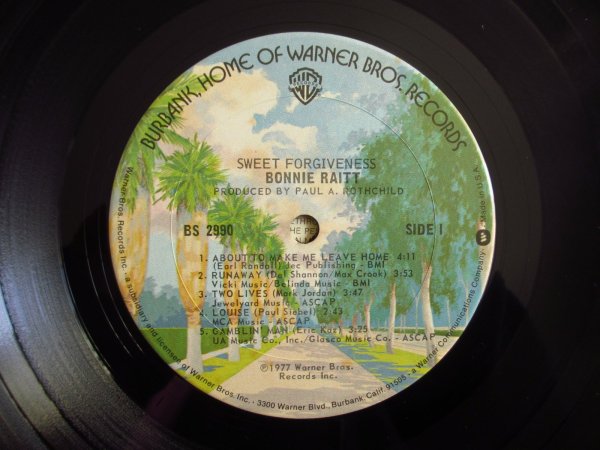 BURBANK, HOME OF WARNER BROS. RECORDS
SWEET FORGIVENESS
BONNIE RAITT
PRODUCED BY PAUL A. ROTHCHILD
BS 2990
SIDE 1
1. ABOUT TO MAKE ME LEAVE HOME 4:11
(Earl Randall) Jec Publishing - BMI
2. RUNAWAY (Del Shannon/Max Crook) 3:53
Vicki Music/Belinda Music - BMI
3. TWO LIVES (Mark Jordan) 3:47
Jewelyard Music - ASCAP
4. LOUISE (Paul Siebel) 2:43
MCA Music - ASCAP
5. GAMBLIN' MAN (Eric Kaz) 3:25
UA Music Co., Inc./Glasco Music Co. - ASCAP
℗1977 Warner Bros.
Records Inc.
Warner Bros. Records Inc., a subsidiary and licensee of Warner Bros. Inc. · 3300 Warner Blvd., Burbank Calif. 91505 · a Warner Communications Company · Made in U.S.A.